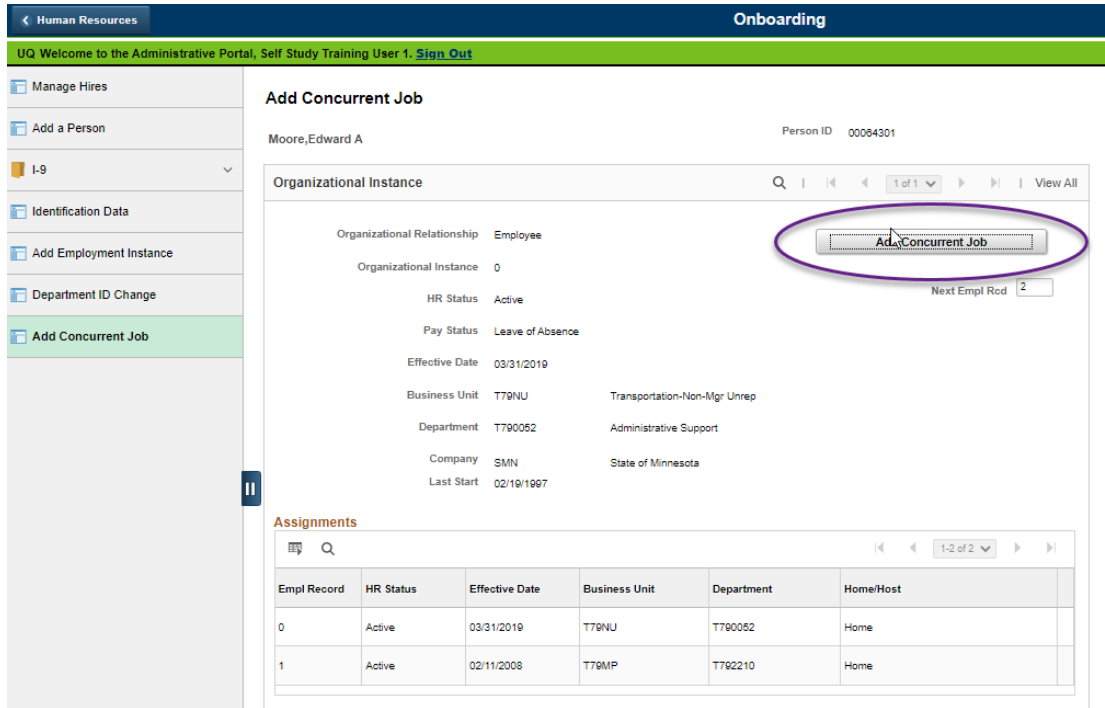 Human Resources
Onboarding
UQ Welcome to the Administrative Portal, Self Study Training User 1. Sign Out
Manage Hires
Add a Person
I-9
Identification Data
Add Employment Instance
Department ID Change
Add Concurrent Job
Add Concurrent Job
Moore,Edward A
Person ID 00064301
Organizational Instance
1 of 1
View All
Organizational Relationship Employee
Add Concurrent Job
Organizational Instance 0
Next Empl Rcd 2
HR Status Active
Pay Status Leave of Absence
Effective Date 03/31/2019
Business Unit T79NU Transportation-Non-Mgr Unrep
Department T790052 Administrative Support
Company SMN State of Minnesota
Last Start 02/19/1997
Assignments
1-2 of 2
Empl Record HR Status Effective Date Business Unit Department Home/Host
0 Active 03/31/2019 T79NU T790052 Home
1 Active 02/11/2008 T79MP T792210 Home